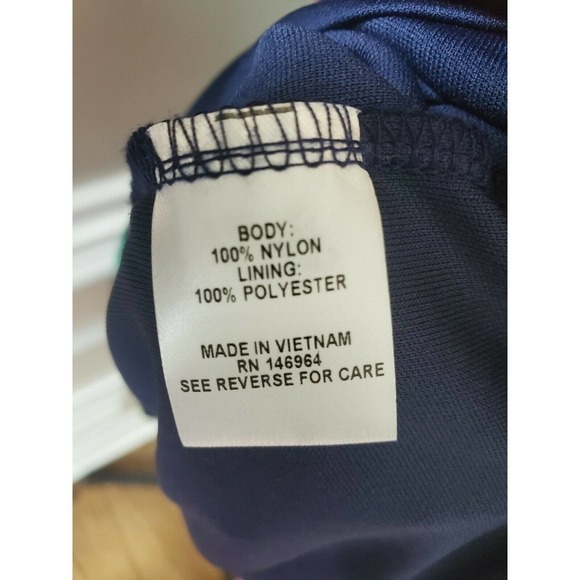 BODY:
100% NYLON
LINING:
100% POLYESTER
MADE IN VIETNAM
RN 146964
SEE REVERSE FOR CARE